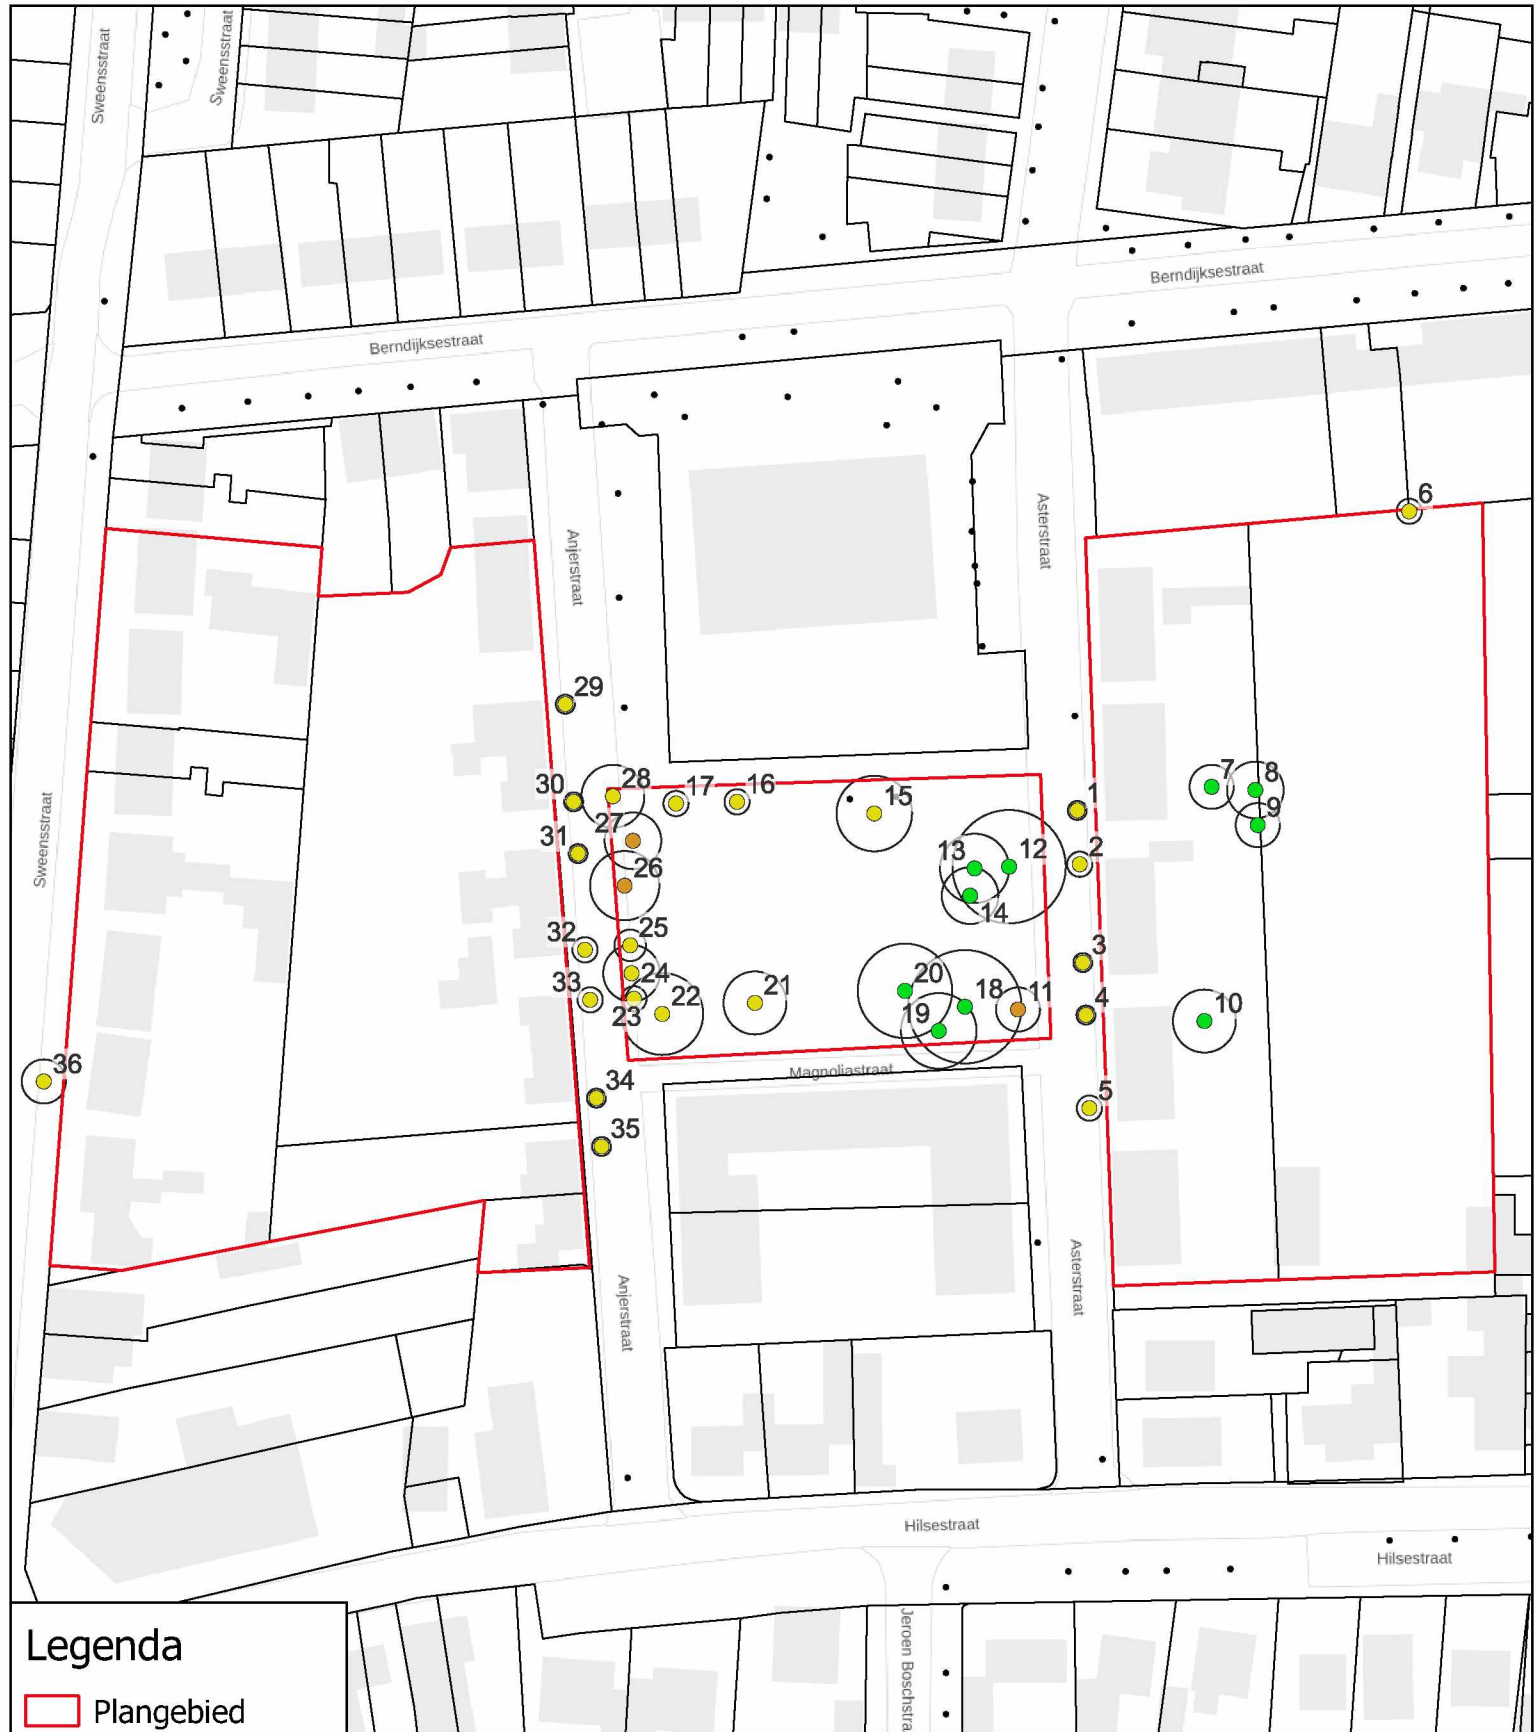 Sweensstraat
Sweensstraat
Berndijksestraat
Berndijksestraat
6
Asterstraat
Anjerstraat
29
28
30
17
16
15
1
7
8
9
27
31
26
13
12
2
14
Sweensstraat
25
32
3
24
20
33
22
21
18
11
4
10
23
19
36
Magnoliastraat
34
5
35
Asterstraat
Anjerstraat
Hilsestraat
Hilsestraat
Jeroen Boschstra
Legenda
Plangebied